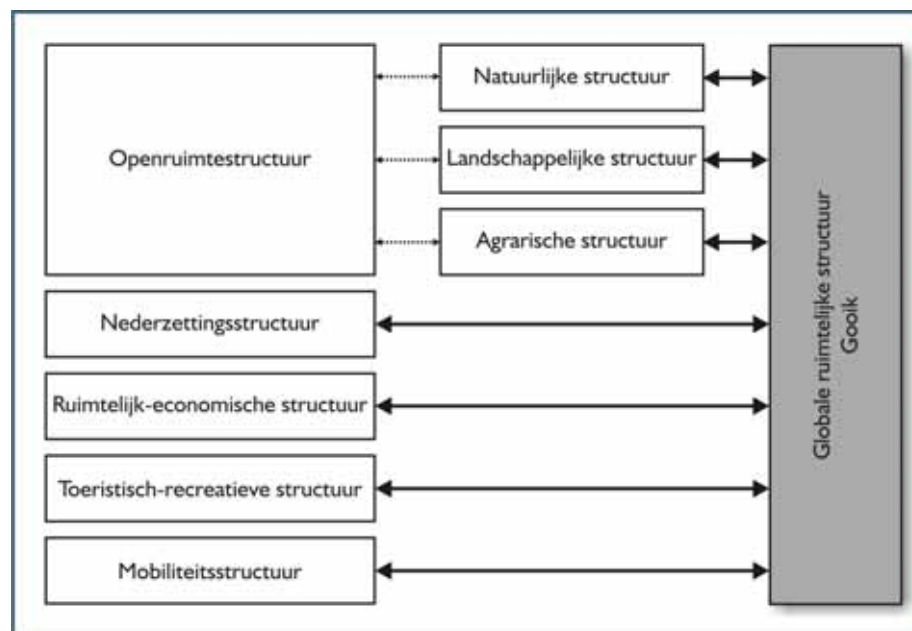 Openruimtestructuur
Natuurlijke structuur
Landschappelijke structuur
Agrarische structuur
Nederzettingsstructuur
Ruimtelijk-economische structuur
Toeristisch-recreatieve structuur
Mobiliteitsstructuur
Globale ruimtelijke structuur
Gooik